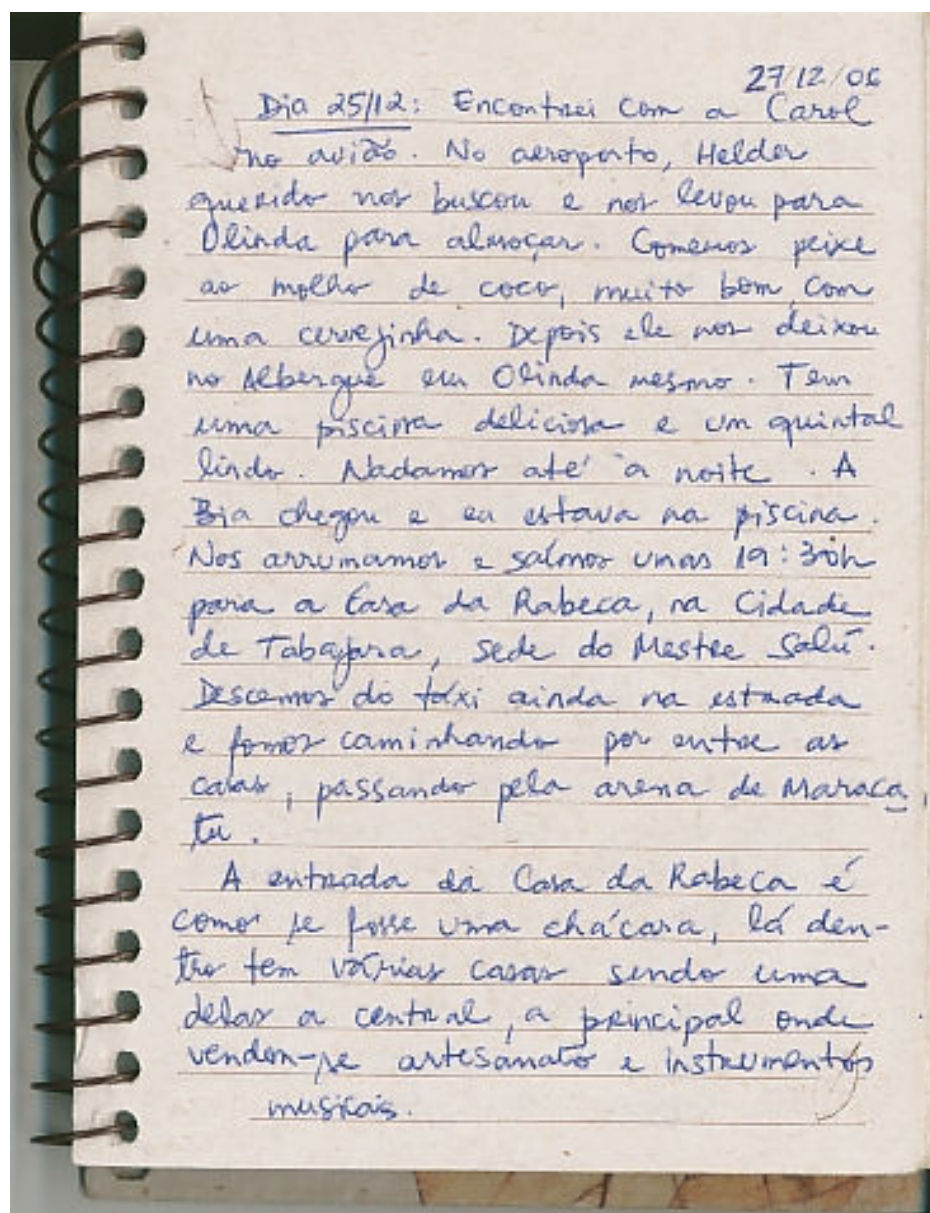 27/12/06
Dia 25/12: Encontrei com a Carol
no avião. No aeroporto, Helder
querido nos buscou e nos levou para
Olinda para almoçar. Comemos peixe
ao molho de coco, muito bom, com
uma cervejinha. Depois ele nos deixou
no Albergue em Olinda mesmo. Tem
uma piscina deliciosa e um quintal
lindo. Nadamos até à noite. A
Bia chegou e eu estava na piscina.
Nos arrumamos e saímos umas 19:30h
para a Casa da Rabeca, na Cidade
de Tabajara, sede do Mestre Salú.
Descemos do táxi ainda na estrada
e fomos caminhando por entre as
casas, passando pela arena de Maraca
tu.
A entrada da Casa da Rabeca é
como se fosse uma chácara, lá den-
tro tem várias casas sendo uma
delas a central, a principal onde
vendem-se artesanato e instrumentos
musicais.